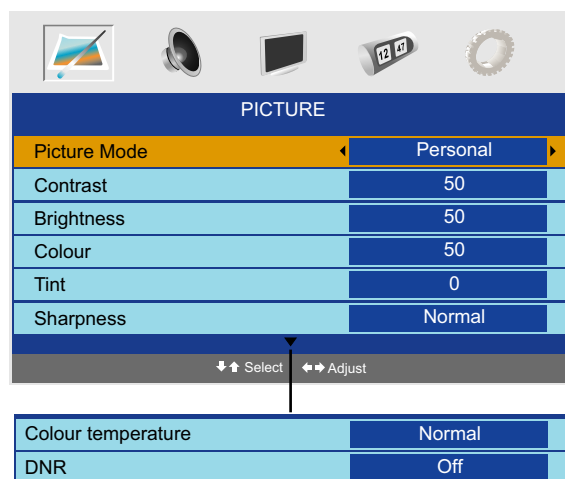 12 47
PICTURE
Picture Mode Personal
Contrast 50
Brightness 50
Colour 50
Tint 0
Sharpness Normal
Select Adjust
Colour temperature Normal
DNR Off